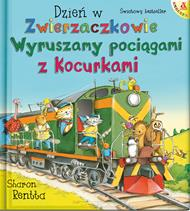 Dzień w
Światowy bestseller
Zwierzaczkowie
Wyruszamy pociągami
z Kocurkami
Sharon
Rentta